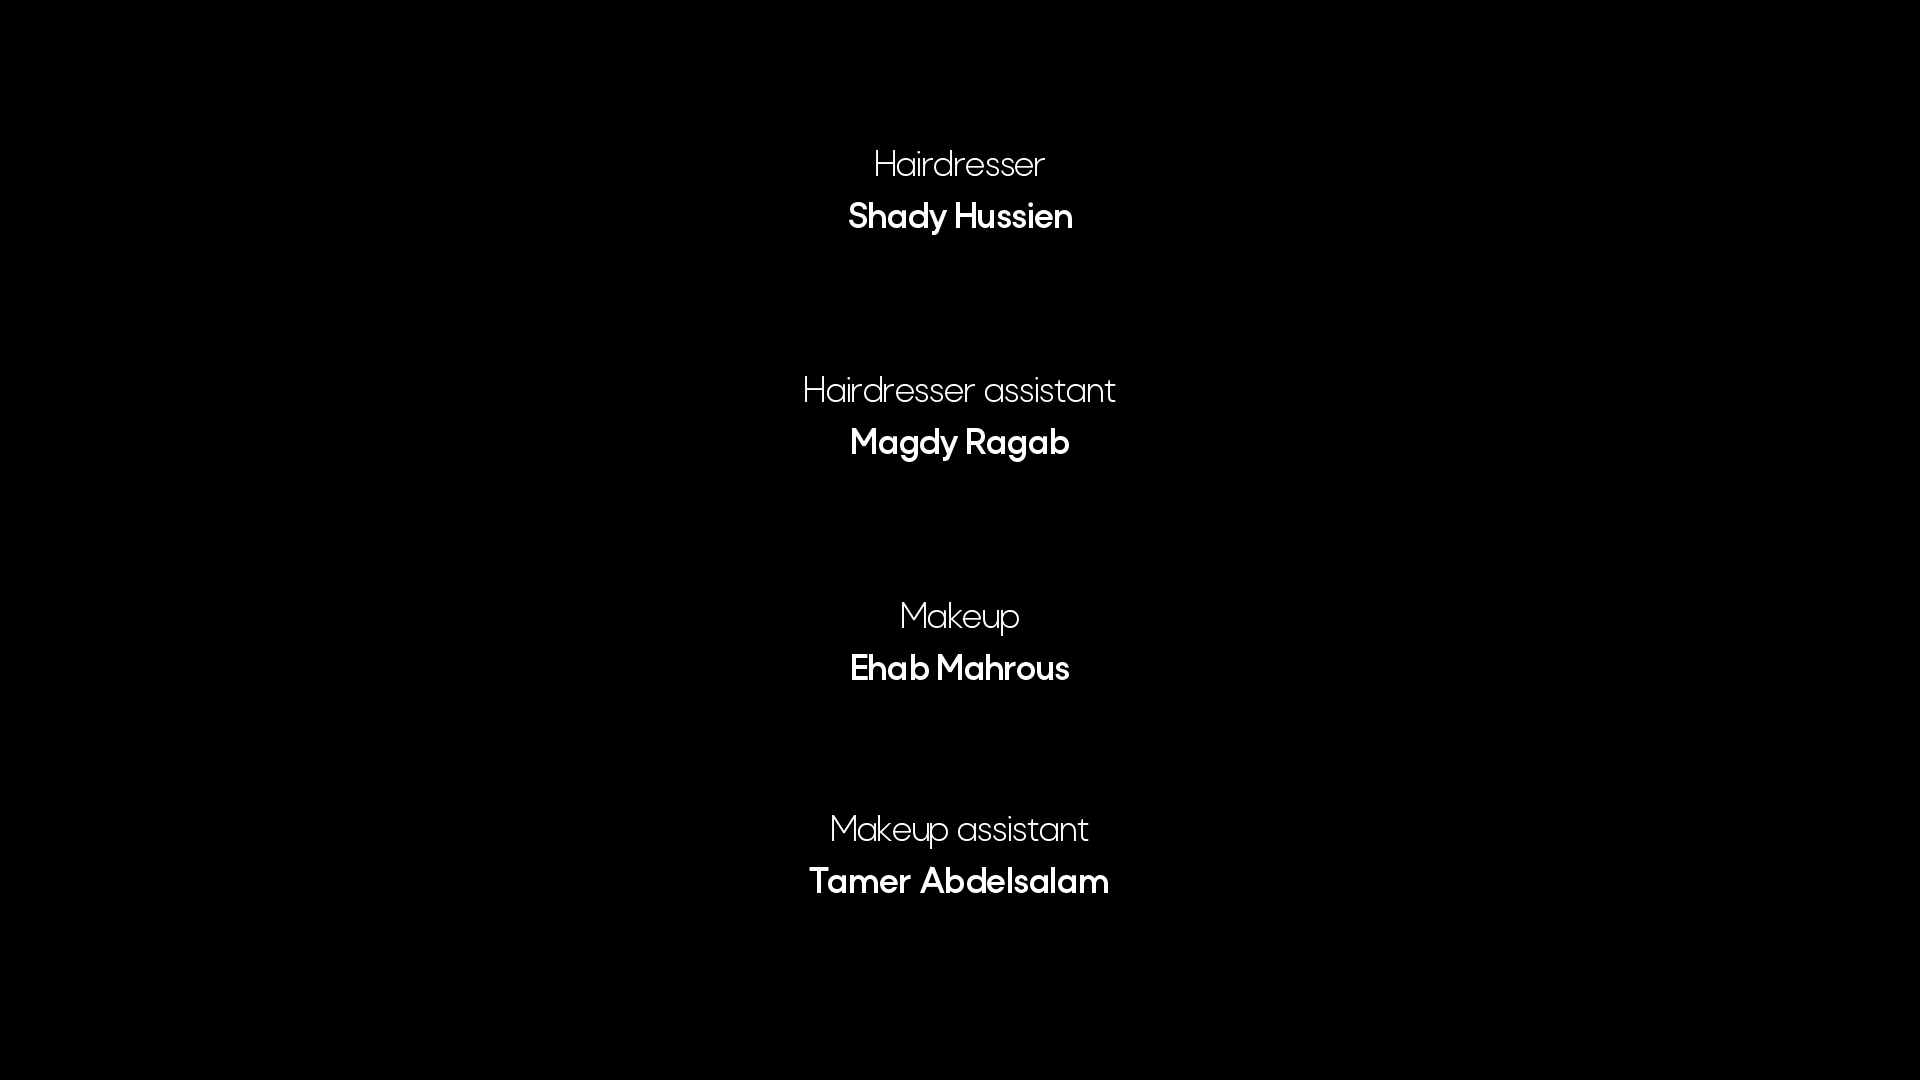 Hairdresser
Shady Hussien
Hairdresser assistant
Magdy Ragab
Makeup
Ehab Mahrous
Makeup assistant
Tamer Abdelsalam